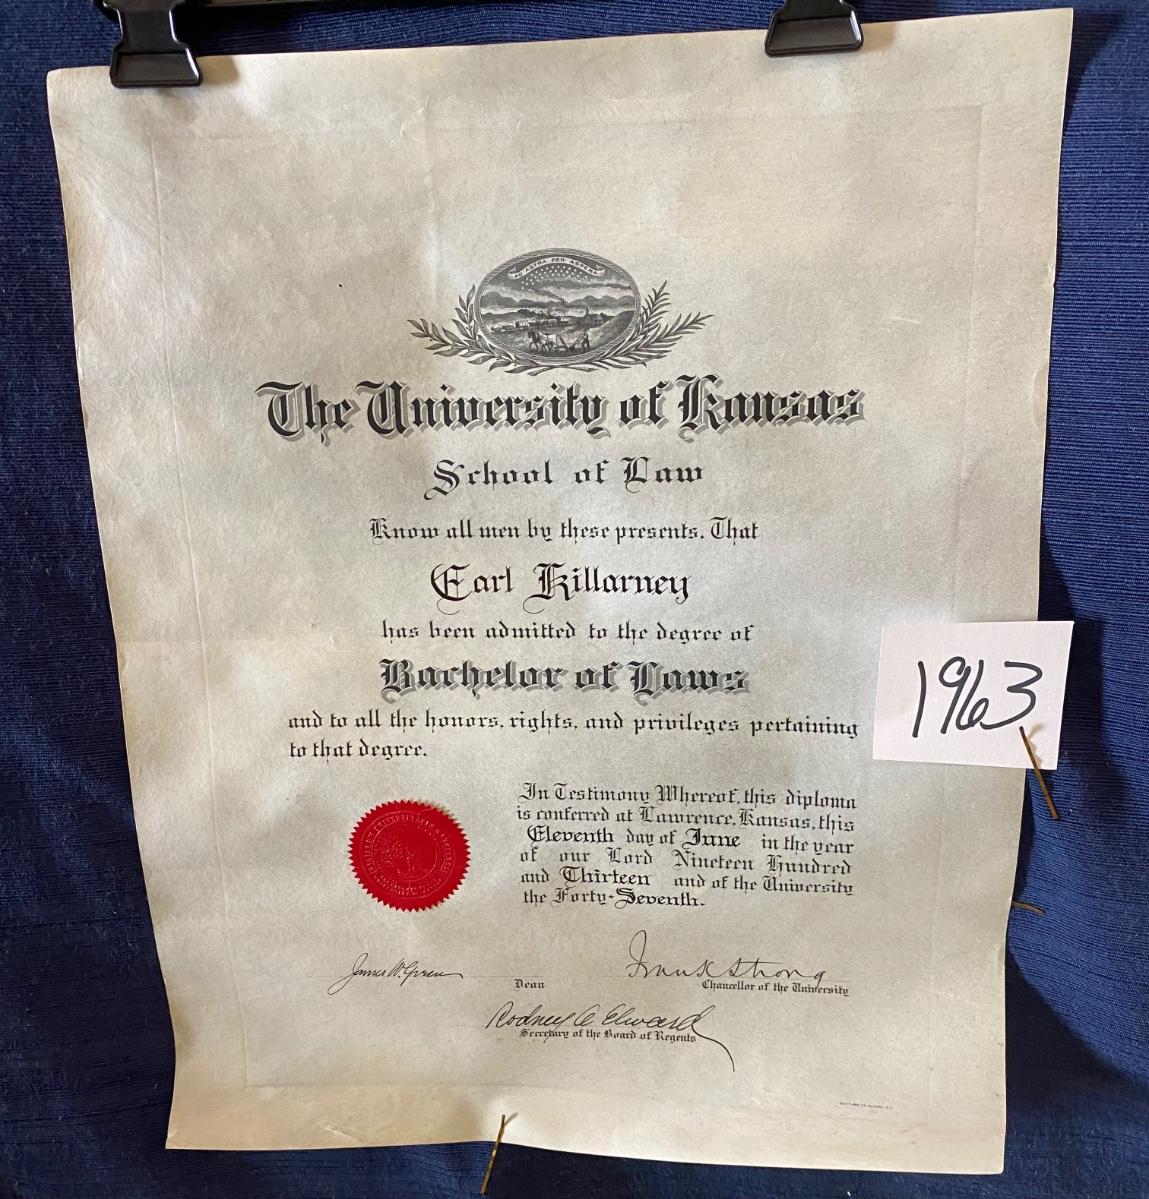 AD ASTRA PER ASPERA
The University of Kansas
School of Law
Know all men by these presents, That
Earl Killarney
has been admitted to the degree of
Bachelor of Laws
and to all the honors, rights, and privileges pertaining
to that degree.
In Testimony Whereof, this diploma
is conferred at Lawrence, Kansas, this
Eleventh day of June in the year
of our Lord Nineteen Hundred
and Thirteen and of the University
the Forty-Seventh.
James W. Green
Dean
Frank Strong
Chancellor of the University
Rodney A Elward
Secretary of the Board of Regents
1963